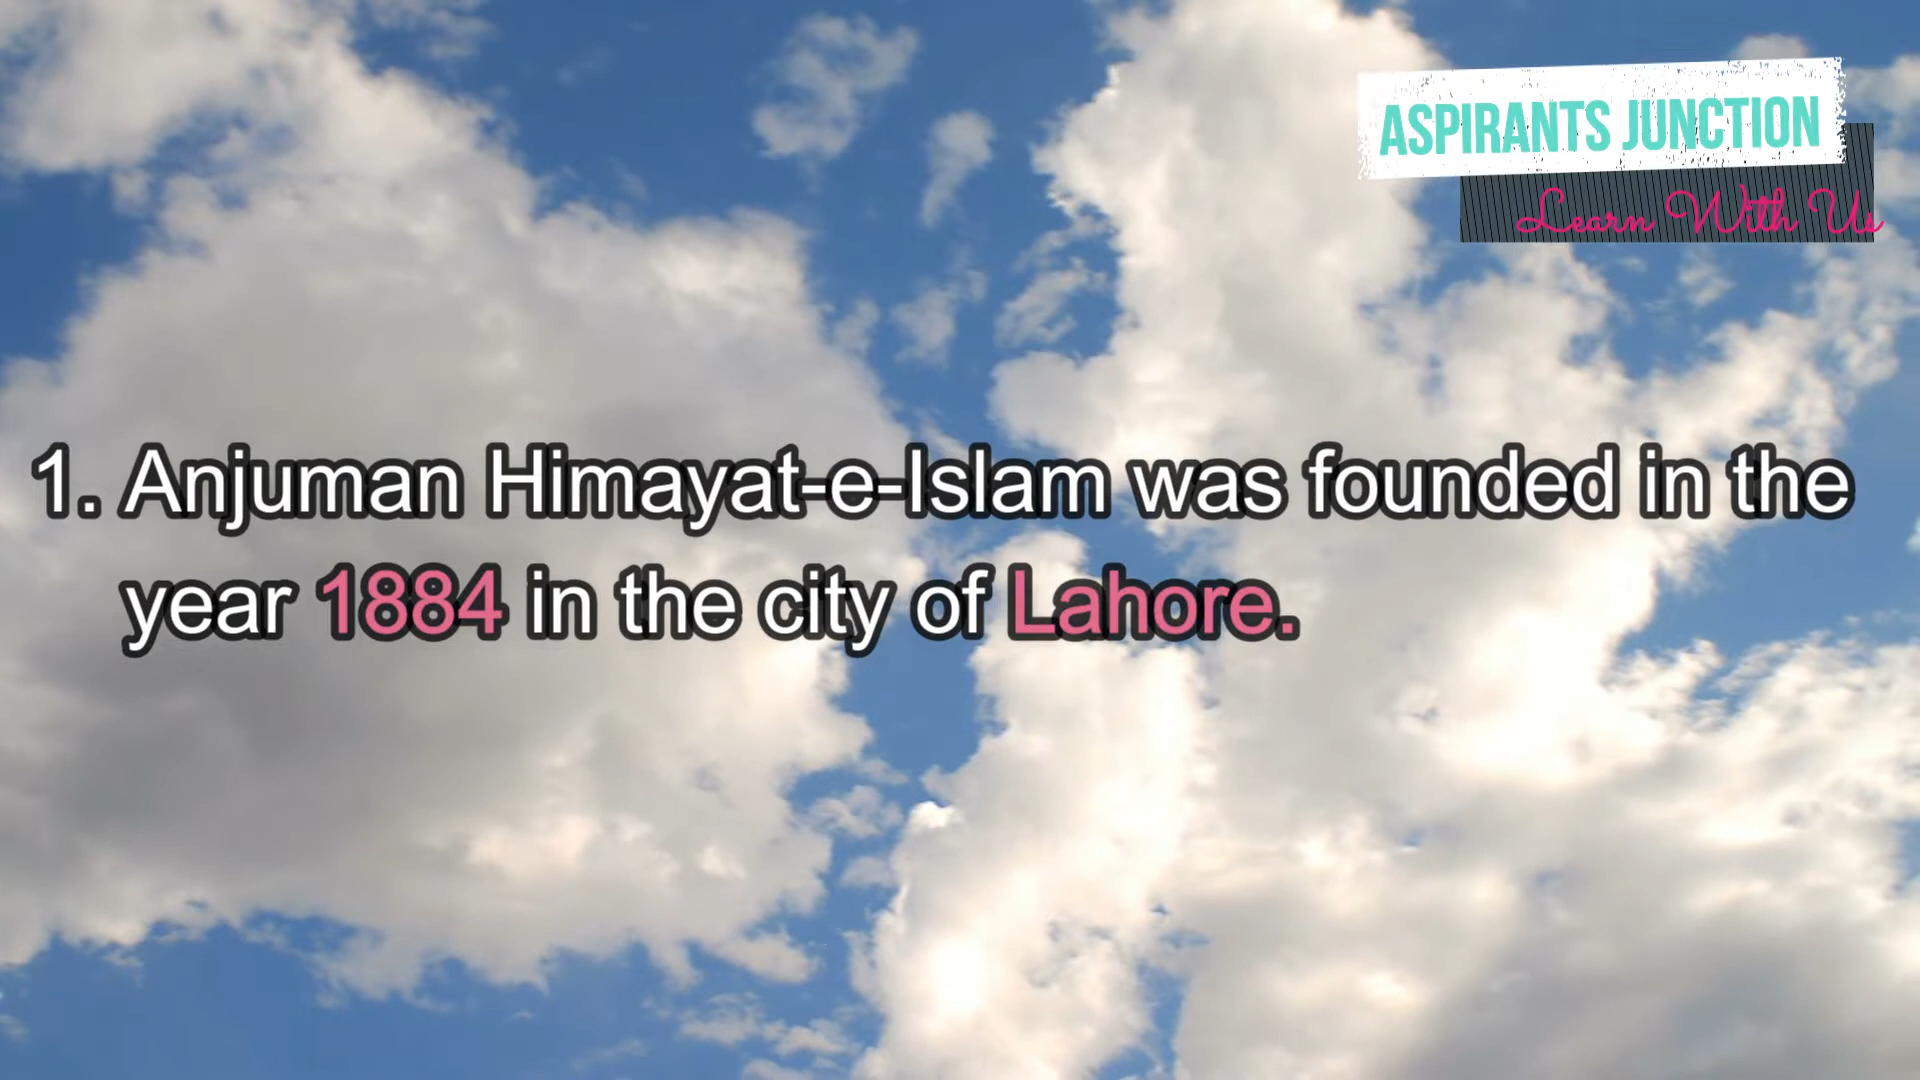 ASPIRANTS JUNCTION
Learn With Us
1. Anjuman Himayat-e-Islam was founded in the
year 1884 in the city of Lahore.